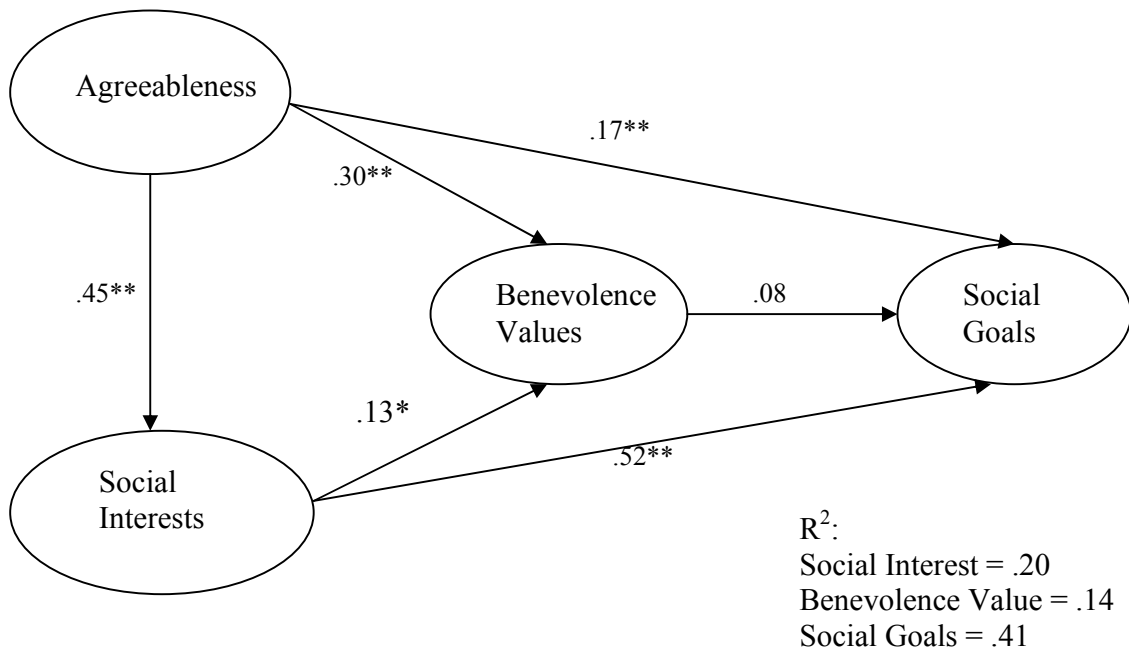 Agreeableness
.17**
.30**
.45**
Benevolence
Values
.08
Social
Goals
.13*
.52**
Social
Interests
R²:
Social Interest = .20
Benevolence Value = .14
Social Goals = .41